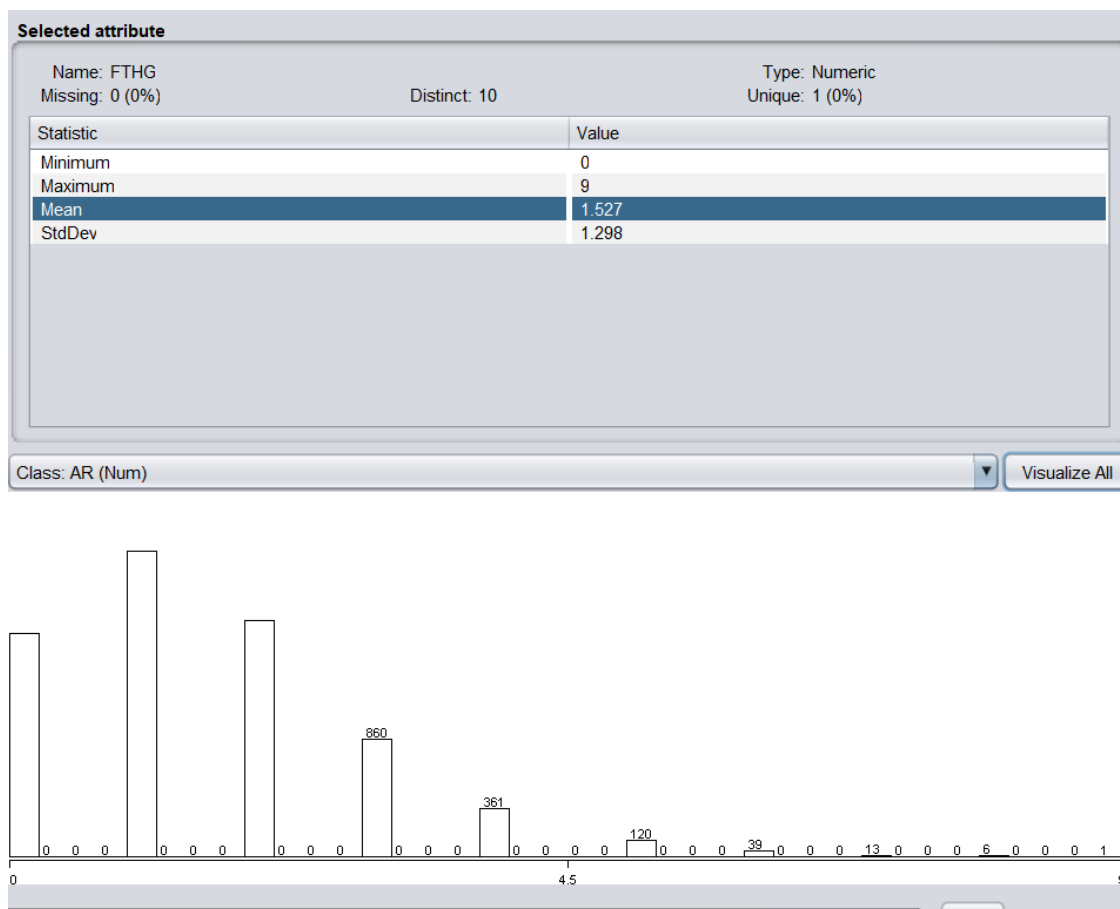 Selected attribute
Name: FTHG Type: Numeric
Missing: 0 (0%) Distinct: 10 Unique: 1 (0%)
Statistic Value
Minimum 0
Maximum 9
Mean 1.527
StdDev 1.298
Class: AR (Num) Visualize All
860
361
120
0 0 0 0 0 0 0 0 0 0 0 0 0 0 0 0 0 0 0 39 0 0 0 13 0 0 0 6 0 0 0 1
0 4.5